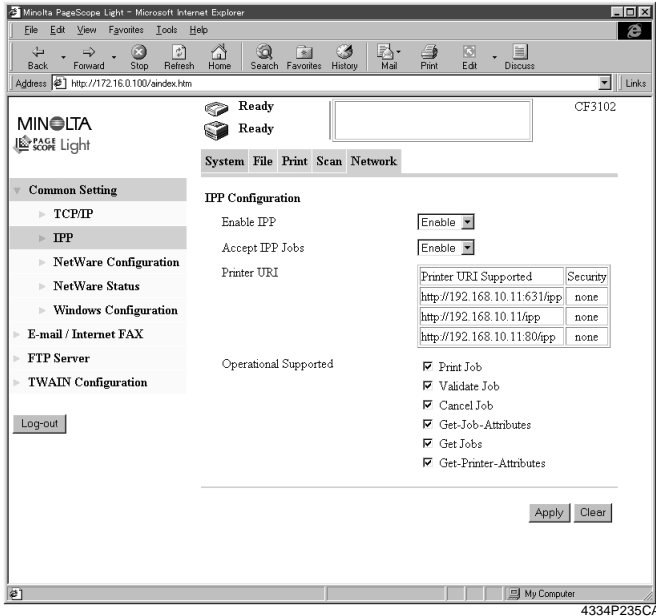 Minolta PageScope Light - Microsoft Internet Explorer
File Edit View Favorites Tools Help
Back Forward Stop Refresh Home Search Favorites History Mail Print Edit Discuss
Address http://172.16.0.100/aindex.htm Links
MINOLTA
PAGE SCOPE Light
Ready
Ready
CF3102
System File Print Scan Network
Common Setting
TCP/IP
IPP
NetWare Configuration
NetWare Status
Windows Configuration
E-mail / Internet FAX
FTP Server
TWAIN Configuration
Log-out
IPP Configuration
Enable IPP Enable
Accept IPP Jobs Enable
Printer URI
Printer URI Supported Security
http://192.168.10.11:631/ipp none
http://192.168.10.11/ipp none
http://192.168.10.11:80/ipp none
Operational Supported
Print Job
Validate Job
Cancel Job
Get-Job-Attributes
Get Jobs
Get-Printer-Attributes
Apply Clear
My Computer
4334P235CA